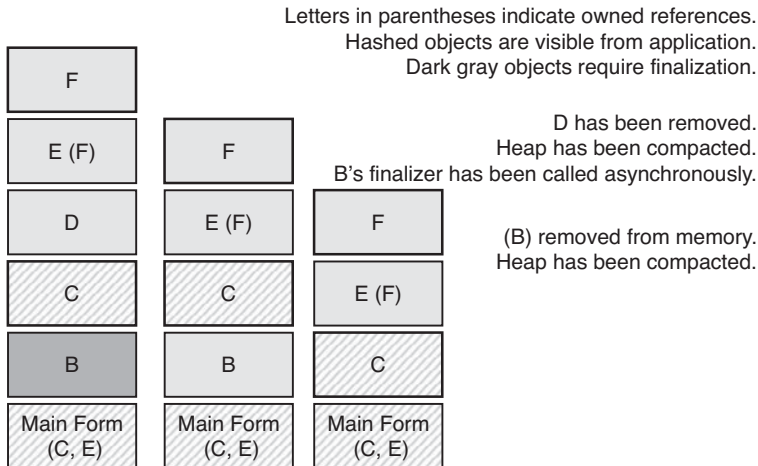 Letters in parentheses indicate owned references.
Hashed objects are visible from application.
Dark gray objects require finalization.
D has been removed.
Heap has been compacted.
B's finalizer has been called asynchronously.
(B) removed from memory.
Heap has been compacted.
F
E (F)
D
C
B
Main Form
(C, E)
F
E (F)
C
B
Main Form
(C, E)
F
E (F)
C
Main Form
(C, E)